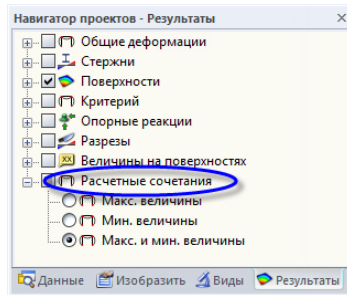 Навигатор проектов - Результаты
Общие деформации
Стержни
Поверхности
Критерий
Опорные реакции
Разрезы
Величины на поверхностях
Расчетные сочетания
Макс. величины
Мин. величины
Макс. и мин. величины
Данные Изобразить Виды Результаты